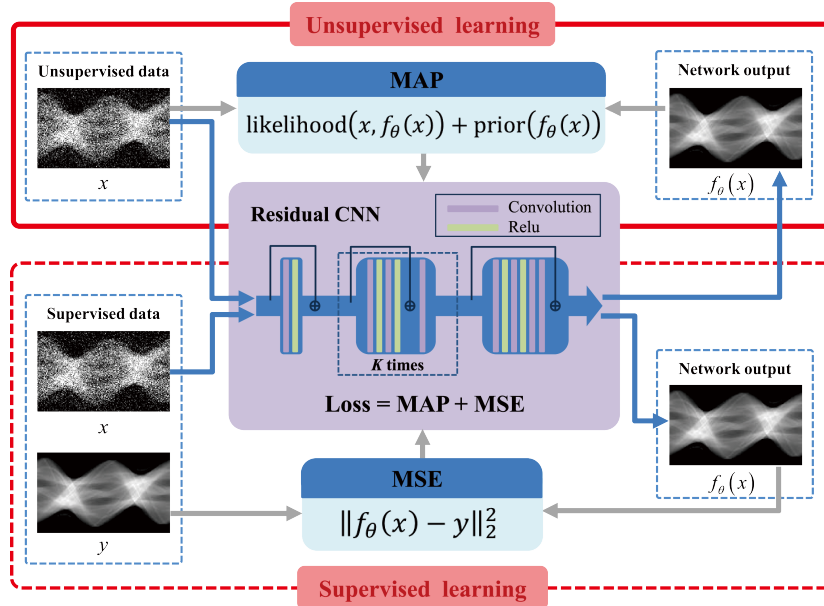 Unsupervised learning
Unsupervised data
x
MAP
likelihood(x, f_θ(x)) + prior(f_θ(x))
Network output
f_θ(x)
Residual CNN
Convolution
Relu
K times
Loss = MAP + MSE
Supervised data
x
y
MSE
‖f_θ(x) − y‖₂²
Network output
f_θ(x)
Supervised learning